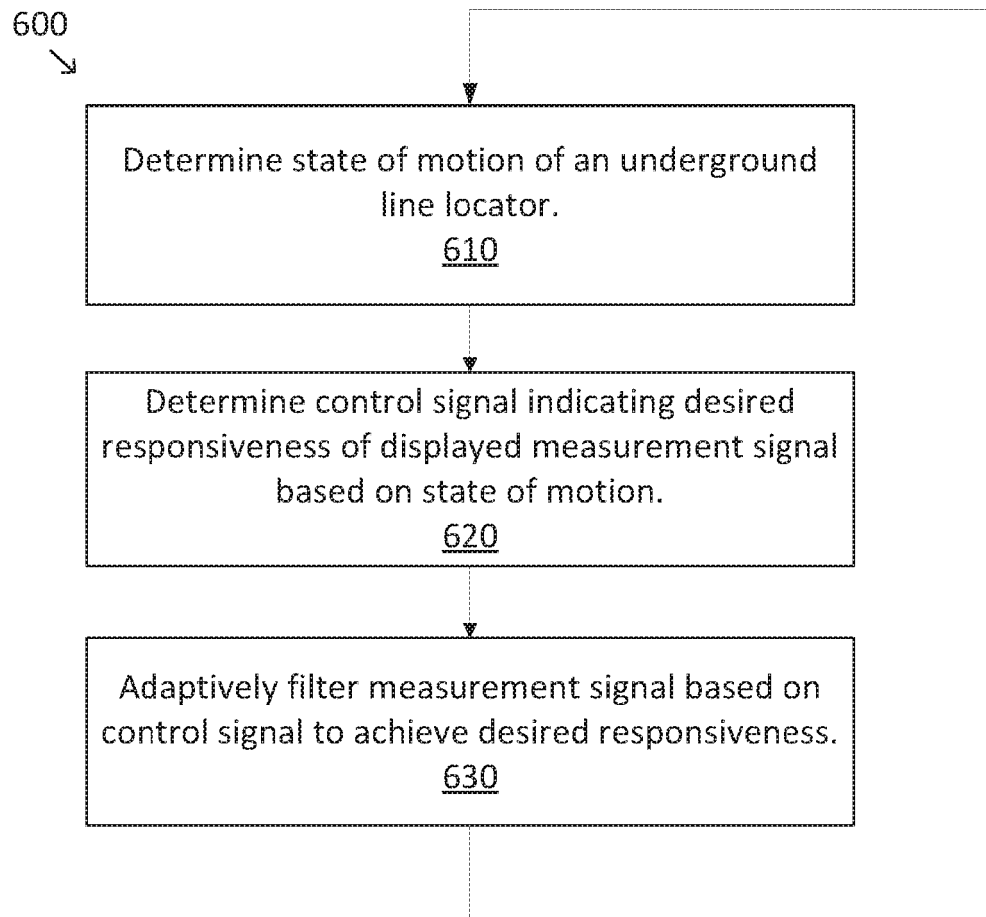 600
Determine state of motion of an underground
line locator.
610
Determine control signal indicating desired
responsiveness of displayed measurement signal
based on state of motion.
620
Adaptively filter measurement signal based on
control signal to achieve desired responsiveness.
630